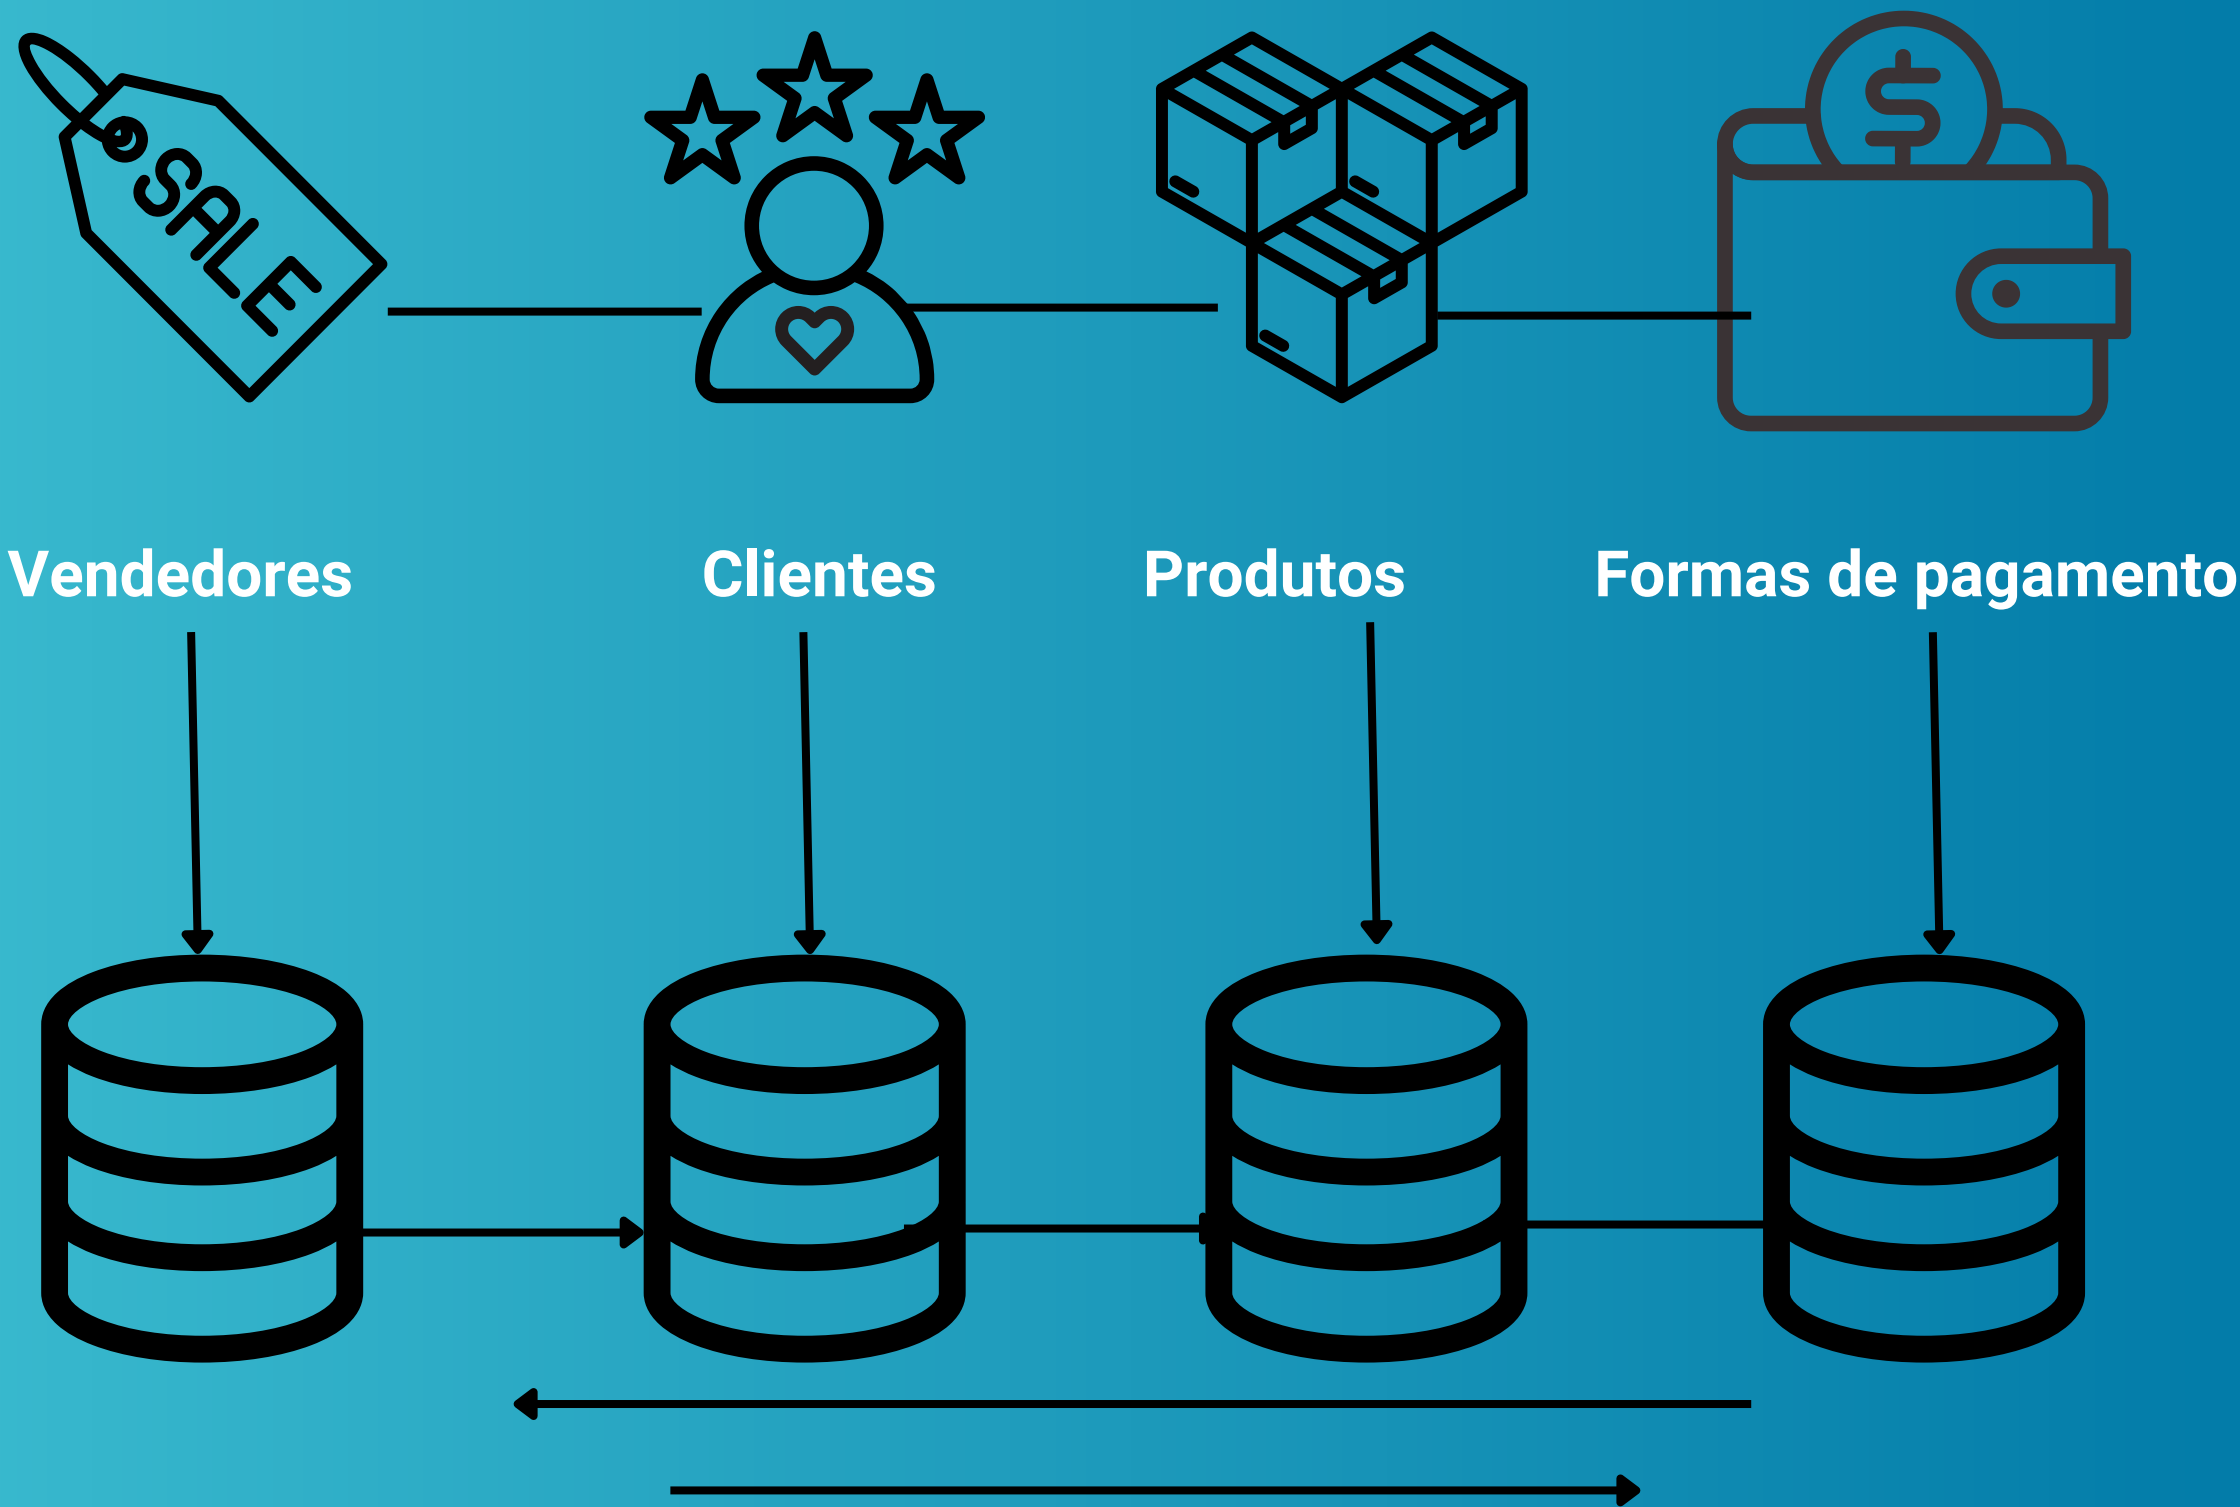 SALE
Vendedores
Clientes
Produtos
Formas de pagamento